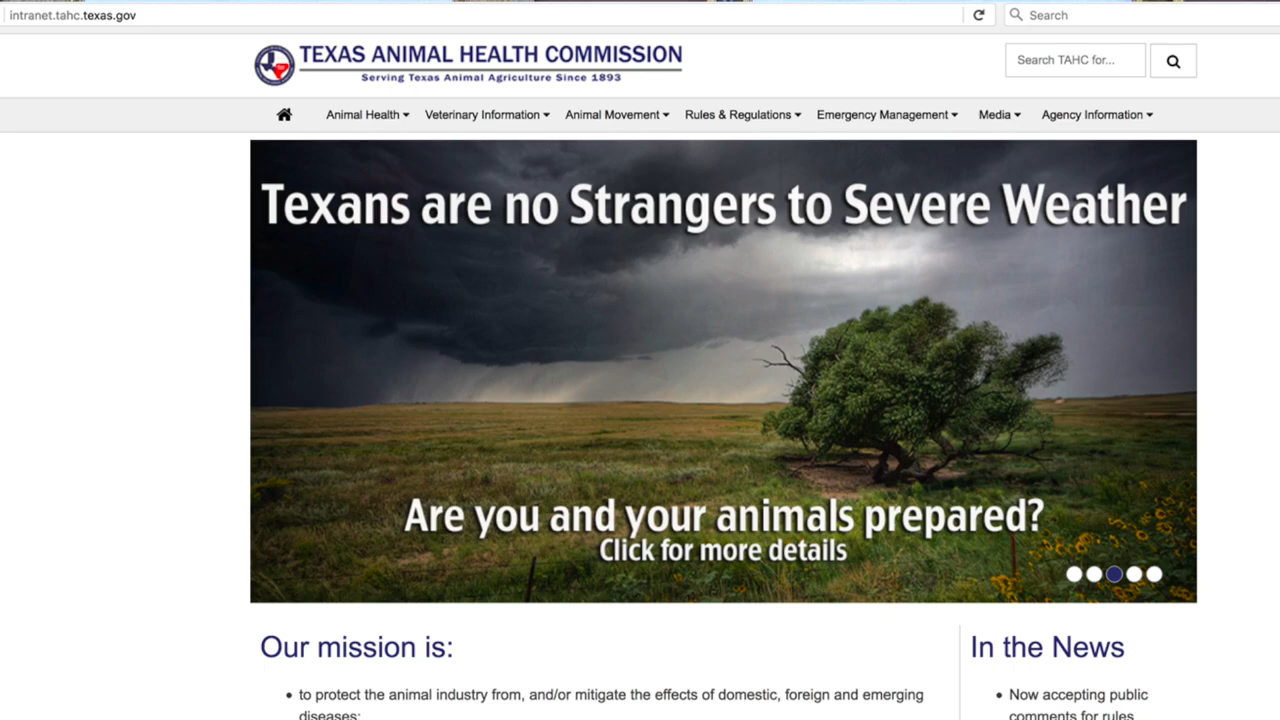 intranet.tahc.texas.gov
Search
TEXAS ANIMAL HEALTH COMMISSION
Serving Texas Animal Agriculture Since 1893
Search TAHC for...
Animal Health Veterinary Information Animal Movement Rules & Regulations Emergency Management Media Agency Information
Texans are no Strangers to Severe Weather
Are you and your animals prepared?
Click for more details
Our mission is:
• to protect the animal industry from, and/or mitigate the effects of domestic, foreign and emerging
diseases;
In the News
• Now accepting public
comments for rules